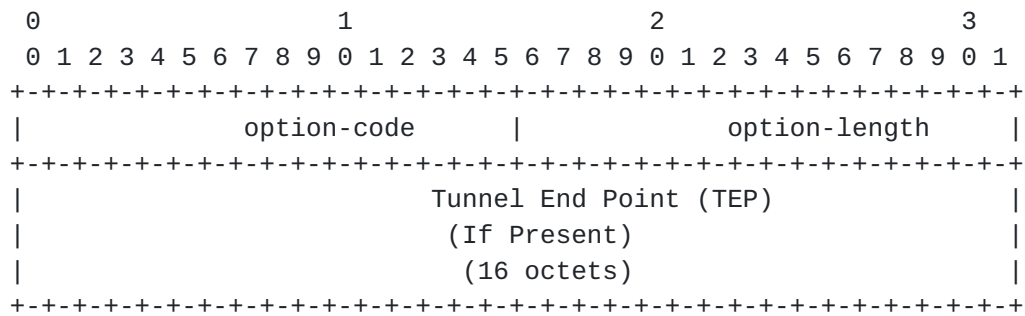 0                   1                   2                   3
 0 1 2 3 4 5 6 7 8 9 0 1 2 3 4 5 6 7 8 9 0 1 2 3 4 5 6 7 8 9 0 1
+-+-+-+-+-+-+-+-+-+-+-+-+-+-+-+-+-+-+-+-+-+-+-+-+-+-+-+-+-+-+-+-+
|              option-code      |             option-length     |
+-+-+-+-+-+-+-+-+-+-+-+-+-+-+-+-+-+-+-+-+-+-+-+-+-+-+-+-+-+-+-+-+
|                          Tunnel End Point (TEP)               |
|                           (If Present)                        |
|                            (16 octets)                        |
+-+-+-+-+-+-+-+-+-+-+-+-+-+-+-+-+-+-+-+-+-+-+-+-+-+-+-+-+-+-+-+-+